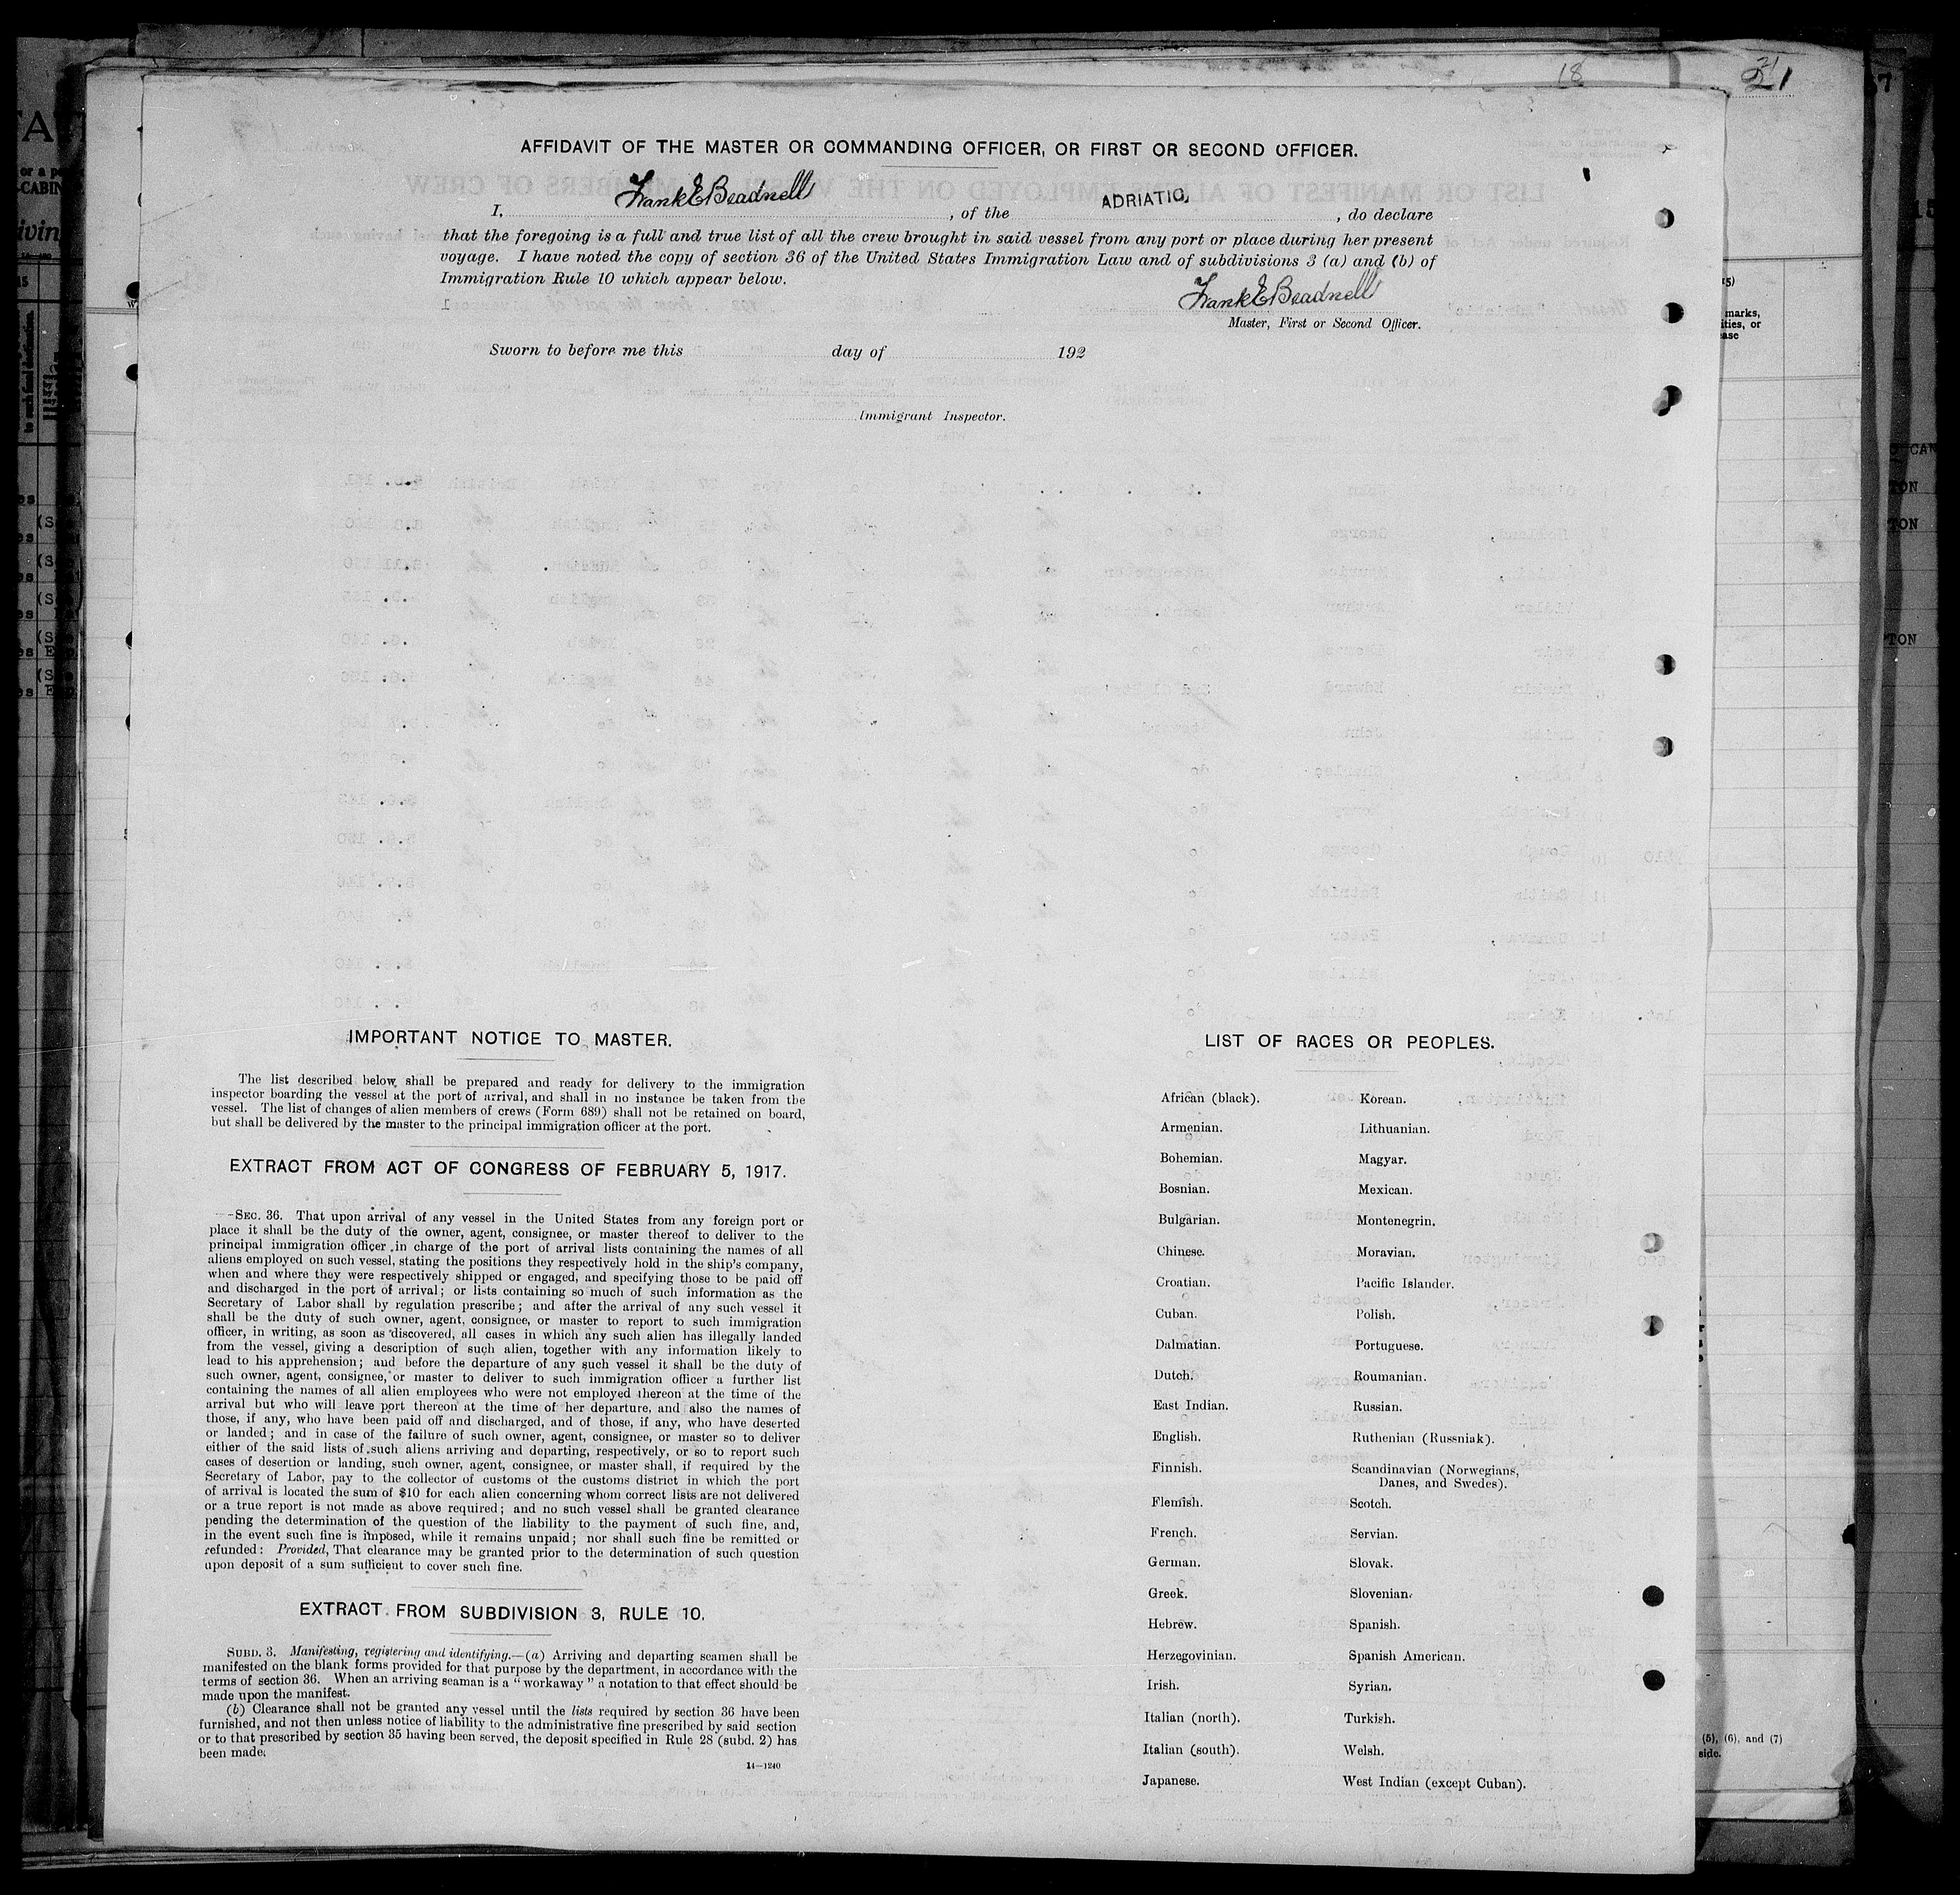 18
21
AFFIDAVIT OF THE MASTER OR COMMANDING OFFICER, OR FIRST OR SECOND OFFICER.
I, Frank E Beadnell, of the ADRIATIC, do declare
that the foregoing is a full and true list of all the crew brought in said vessel from any port or place during her present
voyage. I have noted the copy of section 36 of the United States Immigration Law and of subdivisions 3 (a) and (b) of
Immigration Rule 10 which appear below.
Frank E Beadnell
Master, First or Second Officer.
Sworn to before me this day of 192
Immigrant Inspector.
IMPORTANT NOTICE TO MASTER.
The list described below shall be prepared and ready for delivery to the immigration
inspector boarding the vessel at the port of arrival, and shall in no instance be taken from the
vessel. The list of changes of alien members of crews (Form 689) shall not be retained on board,
but shall be delivered by the master to the principal immigration officer at the port.
EXTRACT FROM ACT OF CONGRESS OF FEBRUARY 5, 1917.
SEC. 36. That upon arrival of any vessel in the United States from any foreign port or
place it shall be the duty of the owner, agent, consignee, or master thereof to deliver to the
principal immigration officer in charge of the port of arrival lists containing the names of all
aliens employed on such vessel, stating the positions they respectively hold in the ship's company,
when and where they were respectively shipped or engaged, and specifying those to be paid off
and discharged in the port of arrival; or lists containing so much of such information as the
Secretary of Labor shall by regulation prescribe; and after the arrival of any such vessel it
shall be the duty of such owner, agent, consignee, or master to report to such immigration
officer, in writing, as soon as discovered, all cases in which any such alien has illegally landed
from the vessel, giving a description of such alien, together with any information likely to
lead to his apprehension; and before the departure of any such vessel it shall be the duty of
such owner, agent, consignee, or master to deliver to such immigration officer a further list
containing the names of all alien employees who were not employed thereon at the time of the
arrival but who will leave port thereon at the time of her departure, and also the names of
those, if any, who have been paid off and discharged, and of those, if any, who have deserted
or landed; and in case of the failure of such owner, agent, consignee, or master so to deliver
either of the said lists of such aliens arriving and departing, respectively, or so to report such
cases of desertion or landing, such owner, agent, consignee, or master shall, if required by the
Secretary of Labor, pay to the collector of customs of the customs district in which the port
of arrival is located the sum of $10 for each alien concerning whom correct lists are not delivered
or a true report is not made as above required; and no such vessel shall be granted clearance
pending the determination of the question of the liability to the payment of such fine, and,
in the event such fine is imposed, while it remains unpaid; nor shall such fine be remitted or
refunded: Provided, That clearance may be granted prior to the determination of such question
upon deposit of a sum sufficient to cover such fine.
EXTRACT FROM SUBDIVISION 3, RULE 10.
SUBD. 3. Manifesting, registering and identifying.—(a) Arriving and departing seamen shall be
manifested on the blank forms provided for that purpose by the department, in accordance with the
terms of section 36. When an arriving seaman is a "workaway" a notation to that effect should be
made upon the manifest.
(b) Clearance shall not be granted any vessel until the lists required by section 36 have been
furnished, and not then unless notice of liability to the administrative fine prescribed by said section
or to that prescribed by section 35 having been served, the deposit specified in Rule 28 (subd. 2) has
been made.
14—1240
LIST OF RACES OR PEOPLES.
African (black). Korean.
Armenian. Lithuanian.
Bohemian. Magyar.
Bosnian. Mexican.
Bulgarian. Montenegrin.
Chinese. Moravian.
Croatian. Pacific Islander.
Cuban. Polish.
Dalmatian. Portuguese.
Dutch. Roumanian.
East Indian. Russian.
English. Ruthenian (Russniak).
Finnish. Scandinavian (Norwegians,
Danes, and Swedes).
Flemish. Scotch.
French. Servian.
German. Slovak.
Greek. Slovenian.
Hebrew. Spanish.
Herzegovinian. Spanish American.
Irish. Syrian.
Italian (north). Turkish.
Italian (south). Welsh.
Japanese. West Indian (except Cuban).
marks,
ities, or
(5), (6), and (7)
side.